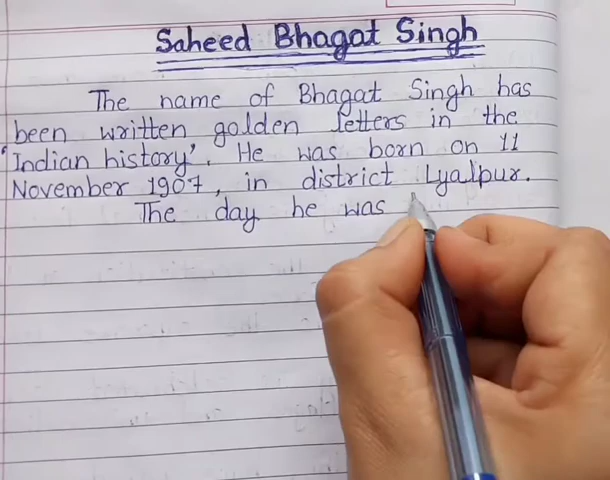 Saheed Bhagat Singh
The name of Bhagat Singh has
been written golden letters in the
'Indian history'. He was born on 11
November 1907, in district Lyalpur.
The day he was